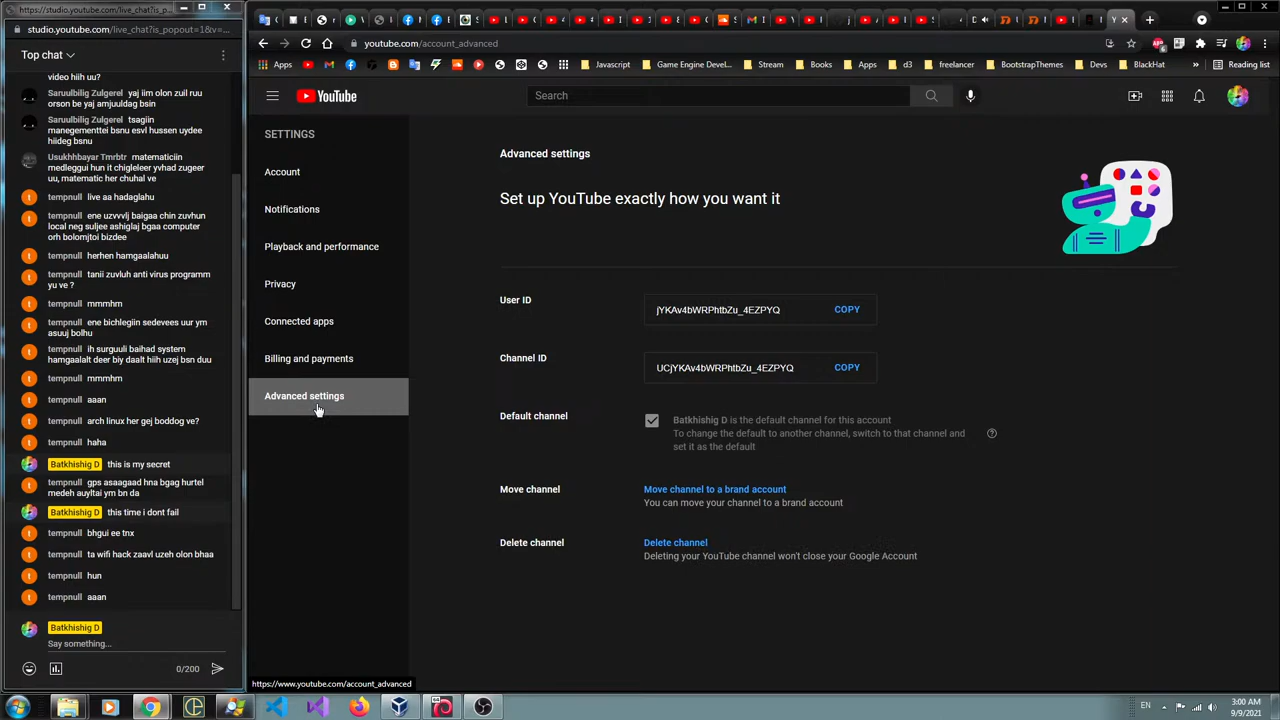 https://studio.youtube.com/live_chat?is_p...
studio.youtube.com/live_chat?is_popout=1&v=...
Top chat
video hiih uu?
Saruulbilig Zulgerel yaj iim olon zuil ruu
orson be yaj amjuuldag bsin
Saruulbilig Zulgerel tsagiin
manegementtei bsnu esvl hussen uydee
hiideg bsnu
Usukhhbayar Tmrbtr matematiciin
medleggui hun it chigleleer yvhad zugeer
uu, matematic her chuhal ve
tempnull live aa hadaglahu
tempnull ene uzvvvlj baigaa chin zuvhun
local neg suljee ashiglaj bgaa computer
orh bolomjtoi bizdee
tempnull herhen hamgaalahuu
tempnull tanii zuvluh anti virus programm
yu ve ?
tempnull mmmhm
tempnull ene bichlegiin sedevees uur ym
asuuj bolhu
tempnull ih surguuli baihad system
hamgaalalt deer biy daalt hiih uzej bsn duu
tempnull mmmhm
tempnull aaan
tempnull arch linux her gej boddog ve?
tempnull haha
Batkhishig D this is my secret
tempnull gps asaagaad hna bgag hurtel
medeh auyltai ym bn da
Batkhishig D this time i dont fail
tempnull bhgui ee tnx
tempnull ta wifi hack zaavl uzeh olon bhaa
tempnull hun
tempnull aaan
Batkhishig D
Say something...
0/200
youtube.com/account_advanced
Apps
Javascript
Game Engine Devel...
Stream
Books
Apps
d3
freelancer
BootstrapThemes
Devs
BlackHat
Reading list
YouTube
Search
SETTINGS
Account
Notifications
Playback and performance
Privacy
Connected apps
Billing and payments
Advanced settings
Advanced settings
Set up YouTube exactly how you want it
User ID
jYKAv4bWRPhtbZu_4EZPYQ COPY
Channel ID
UCjYKAv4bWRPhtbZu_4EZPYQ COPY
Default channel
Batkhishig D is the default channel for this account
To change the default to another channel, switch to that channel and
set it as the default
Move channel
Move channel to a brand account
You can move your channel to a brand account
Delete channel
Delete channel
Deleting your YouTube channel won't close your Google Account
https://www.youtube.com/account_advanced
EN
3:00 AM
9/9/2021